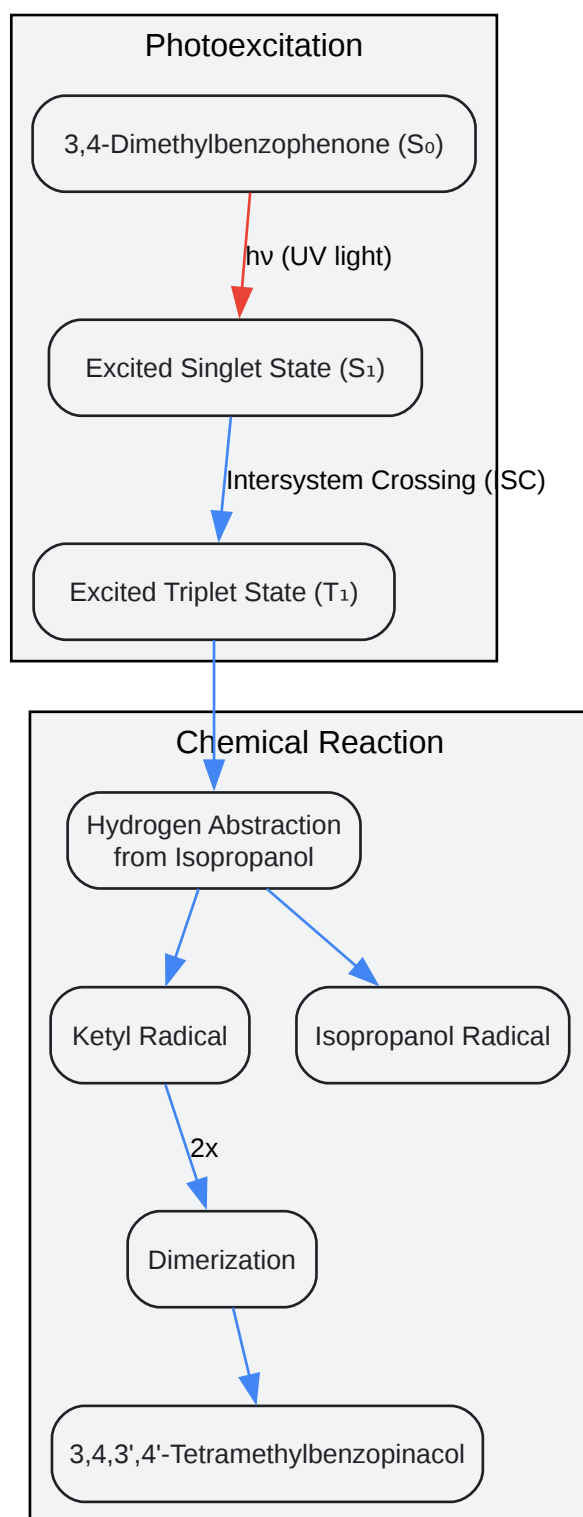 Photoexcitation
3,4-Dimethylbenzophenone (S₀)
hν (UV light)
Excited Singlet State (S₁)
Intersystem Crossing (ISC)
Excited Triplet State (T₁)
Chemical Reaction
Hydrogen Abstraction
from Isopropanol
Ketyl Radical
Isopropanol Radical
2x
Dimerization
3,4,3',4'-Tetramethylbenzopinacol